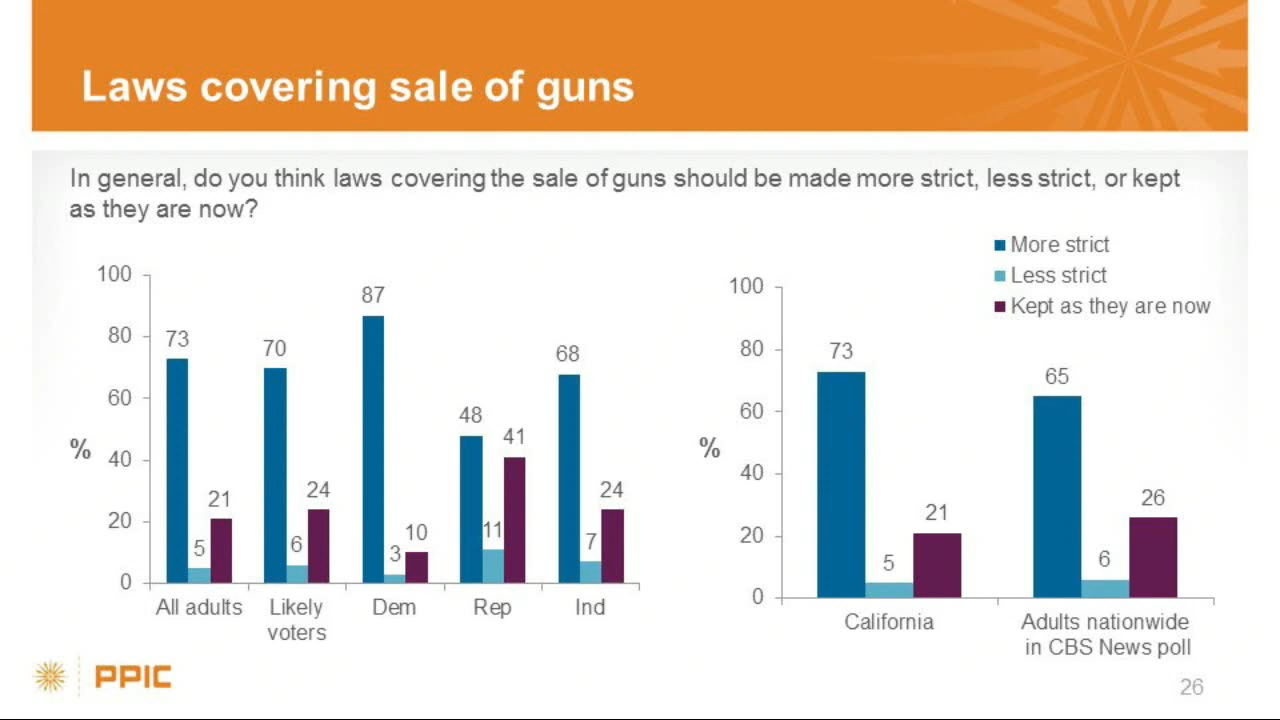 Laws covering sale of guns
In general, do you think laws covering the sale of guns should be made more strict, less strict, or kept
as they are now?
More strict
Less strict
Kept as they are now
%
100
80
60
40
20
0
73
5
21
70
6
24
87
3
10
48
11
41
68
7
24
All adults
Likely
voters
Dem
Rep
Ind
%
100
80
60
40
20
0
73
5
21
65
6
26
California
Adults nationwide
in CBS News poll
PPIC
26